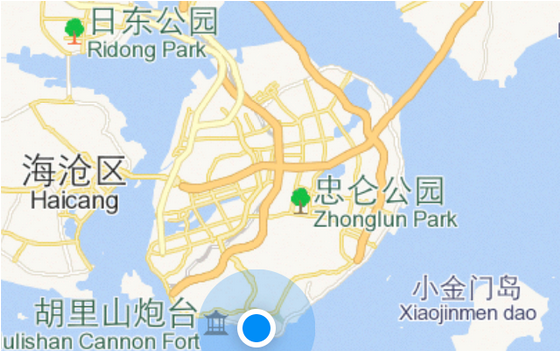 日东公园
Ridong Park
海沧区
Haicang
忠仑公园
Zhonglun Park
小金门岛
Xiaojinmen dao
胡里山炮台
ulishan Cannon Fort